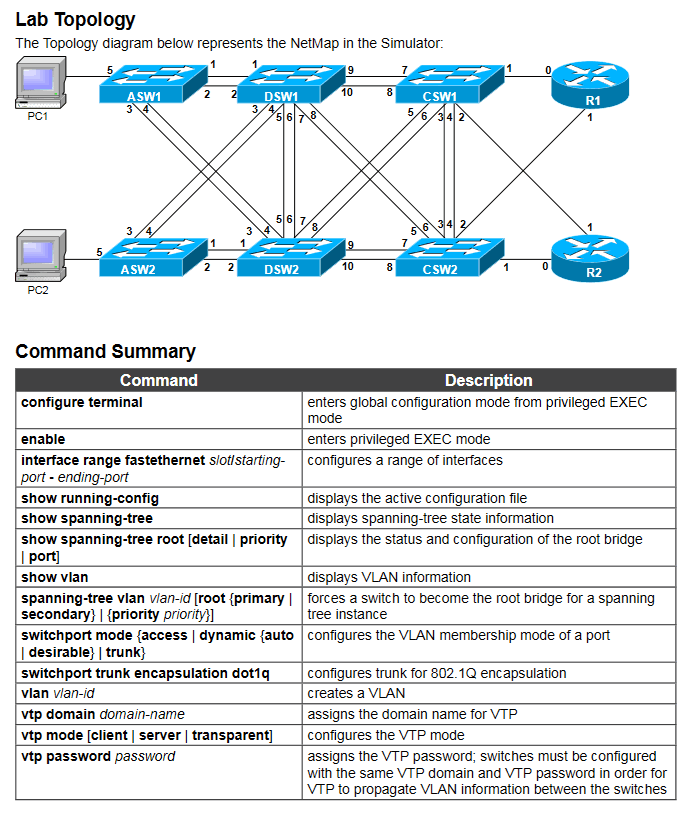 Lab Topology
The Topology diagram below represents the NetMap in the Simulator:
5 1 1 9 7 1 0
ASW1 DSW1 CSW1 R1
2 2 10 8
PC1
3 4 3 4 5 6 7 8 5 6 3 4 2 1
3 4 3 4 5 6 7 8 5 6 3 4 2 1
5 1 1 9 7
ASW2 DSW2 CSW2 R2
2 2 10 8 1 0
PC2
Command Summary
Command Description
configure terminal enters global configuration mode from privileged EXEC
mode
enable enters privileged EXEC mode
interface range fastethernet slot/starting- configures a range of interfaces
port - ending-port
show running-config displays the active configuration file
show spanning-tree displays spanning-tree state information
show spanning-tree root [detail | priority displays the status and configuration of the root bridge
| port]
show vlan displays VLAN information
spanning-tree vlan vlan-id [root {primary | forces a switch to become the root bridge for a spanning
secondary} | {priority priority}] tree instance
switchport mode {access | dynamic {auto configures the VLAN membership mode of a port
| desirable} | trunk}
switchport trunk encapsulation dot1q configures trunk for 802.1Q encapsulation
vlan vlan-id creates a VLAN
vtp domain domain-name assigns the domain name for VTP
vtp mode [client | server | transparent] configures the VTP mode
vtp password password assigns the VTP password; switches must be configured
with the same VTP domain and VTP password in order for
VTP to propagate VLAN information between the switches